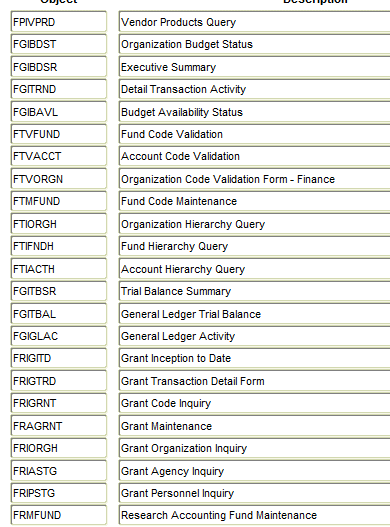 Object Description
FPIVPRD Vendor Products Query
FGIBDST Organization Budget Status
FGIBDSR Executive Summary
FGITRND Detail Transaction Activity
FGIBAVL Budget Availability Status
FTVFUND Fund Code Validation
FTVACCT Account Code Validation
FTVORGN Organization Code Validation Form - Finance
FTMFUND Fund Code Maintenance
FTIORGH Organization Hierarchy Query
FTIFNDH Fund Hierarchy Query
FTIACTH Account Hierarchy Query
FGITBSR Trial Balance Summary
FGITBAL General Ledger Trial Balance
FGIGLAC General Ledger Activity
FRIGITD Grant Inception to Date
FRIGTRD Grant Transaction Detail Form
FRIGRNT Grant Code Inquiry
FRAGRNT Grant Maintenance
FRIORGH Grant Organization Inquiry
FRIASTG Grant Agency Inquiry
FRIPSTG Grant Personnel Inquiry
FRMFUND Research Accounting Fund Maintenance